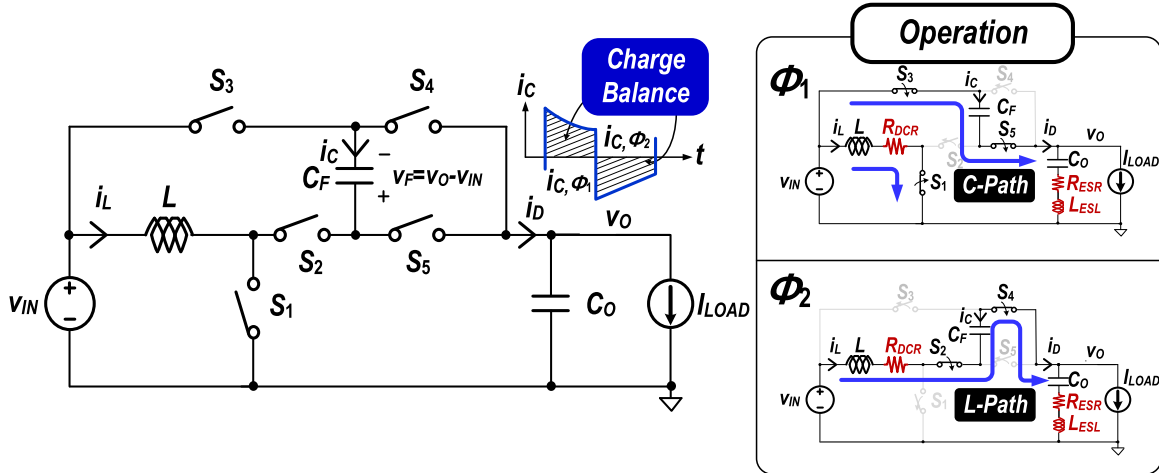 S3
S4
iC
Charge
Balance
iC
CF
−
vF=vO-vIN
+
iC,Φ1
iC,Φ2
t
iL
L
S2
S5
iD
vO
vIN
+
−
S1
CO
ILOAD
Operation
Φ1
S3
iC
S4
CF
iL
L
RDCR
S2
S5
iD
vO
vIN
+
−
S1
C-Path
CO
RESR
LESL
ILOAD
Φ2
S3
iC
S4
CF
iL
L
RDCR
S2
S5
iD
vO
vIN
+
−
S1
L-Path
CO
RESR
LESL
ILOAD